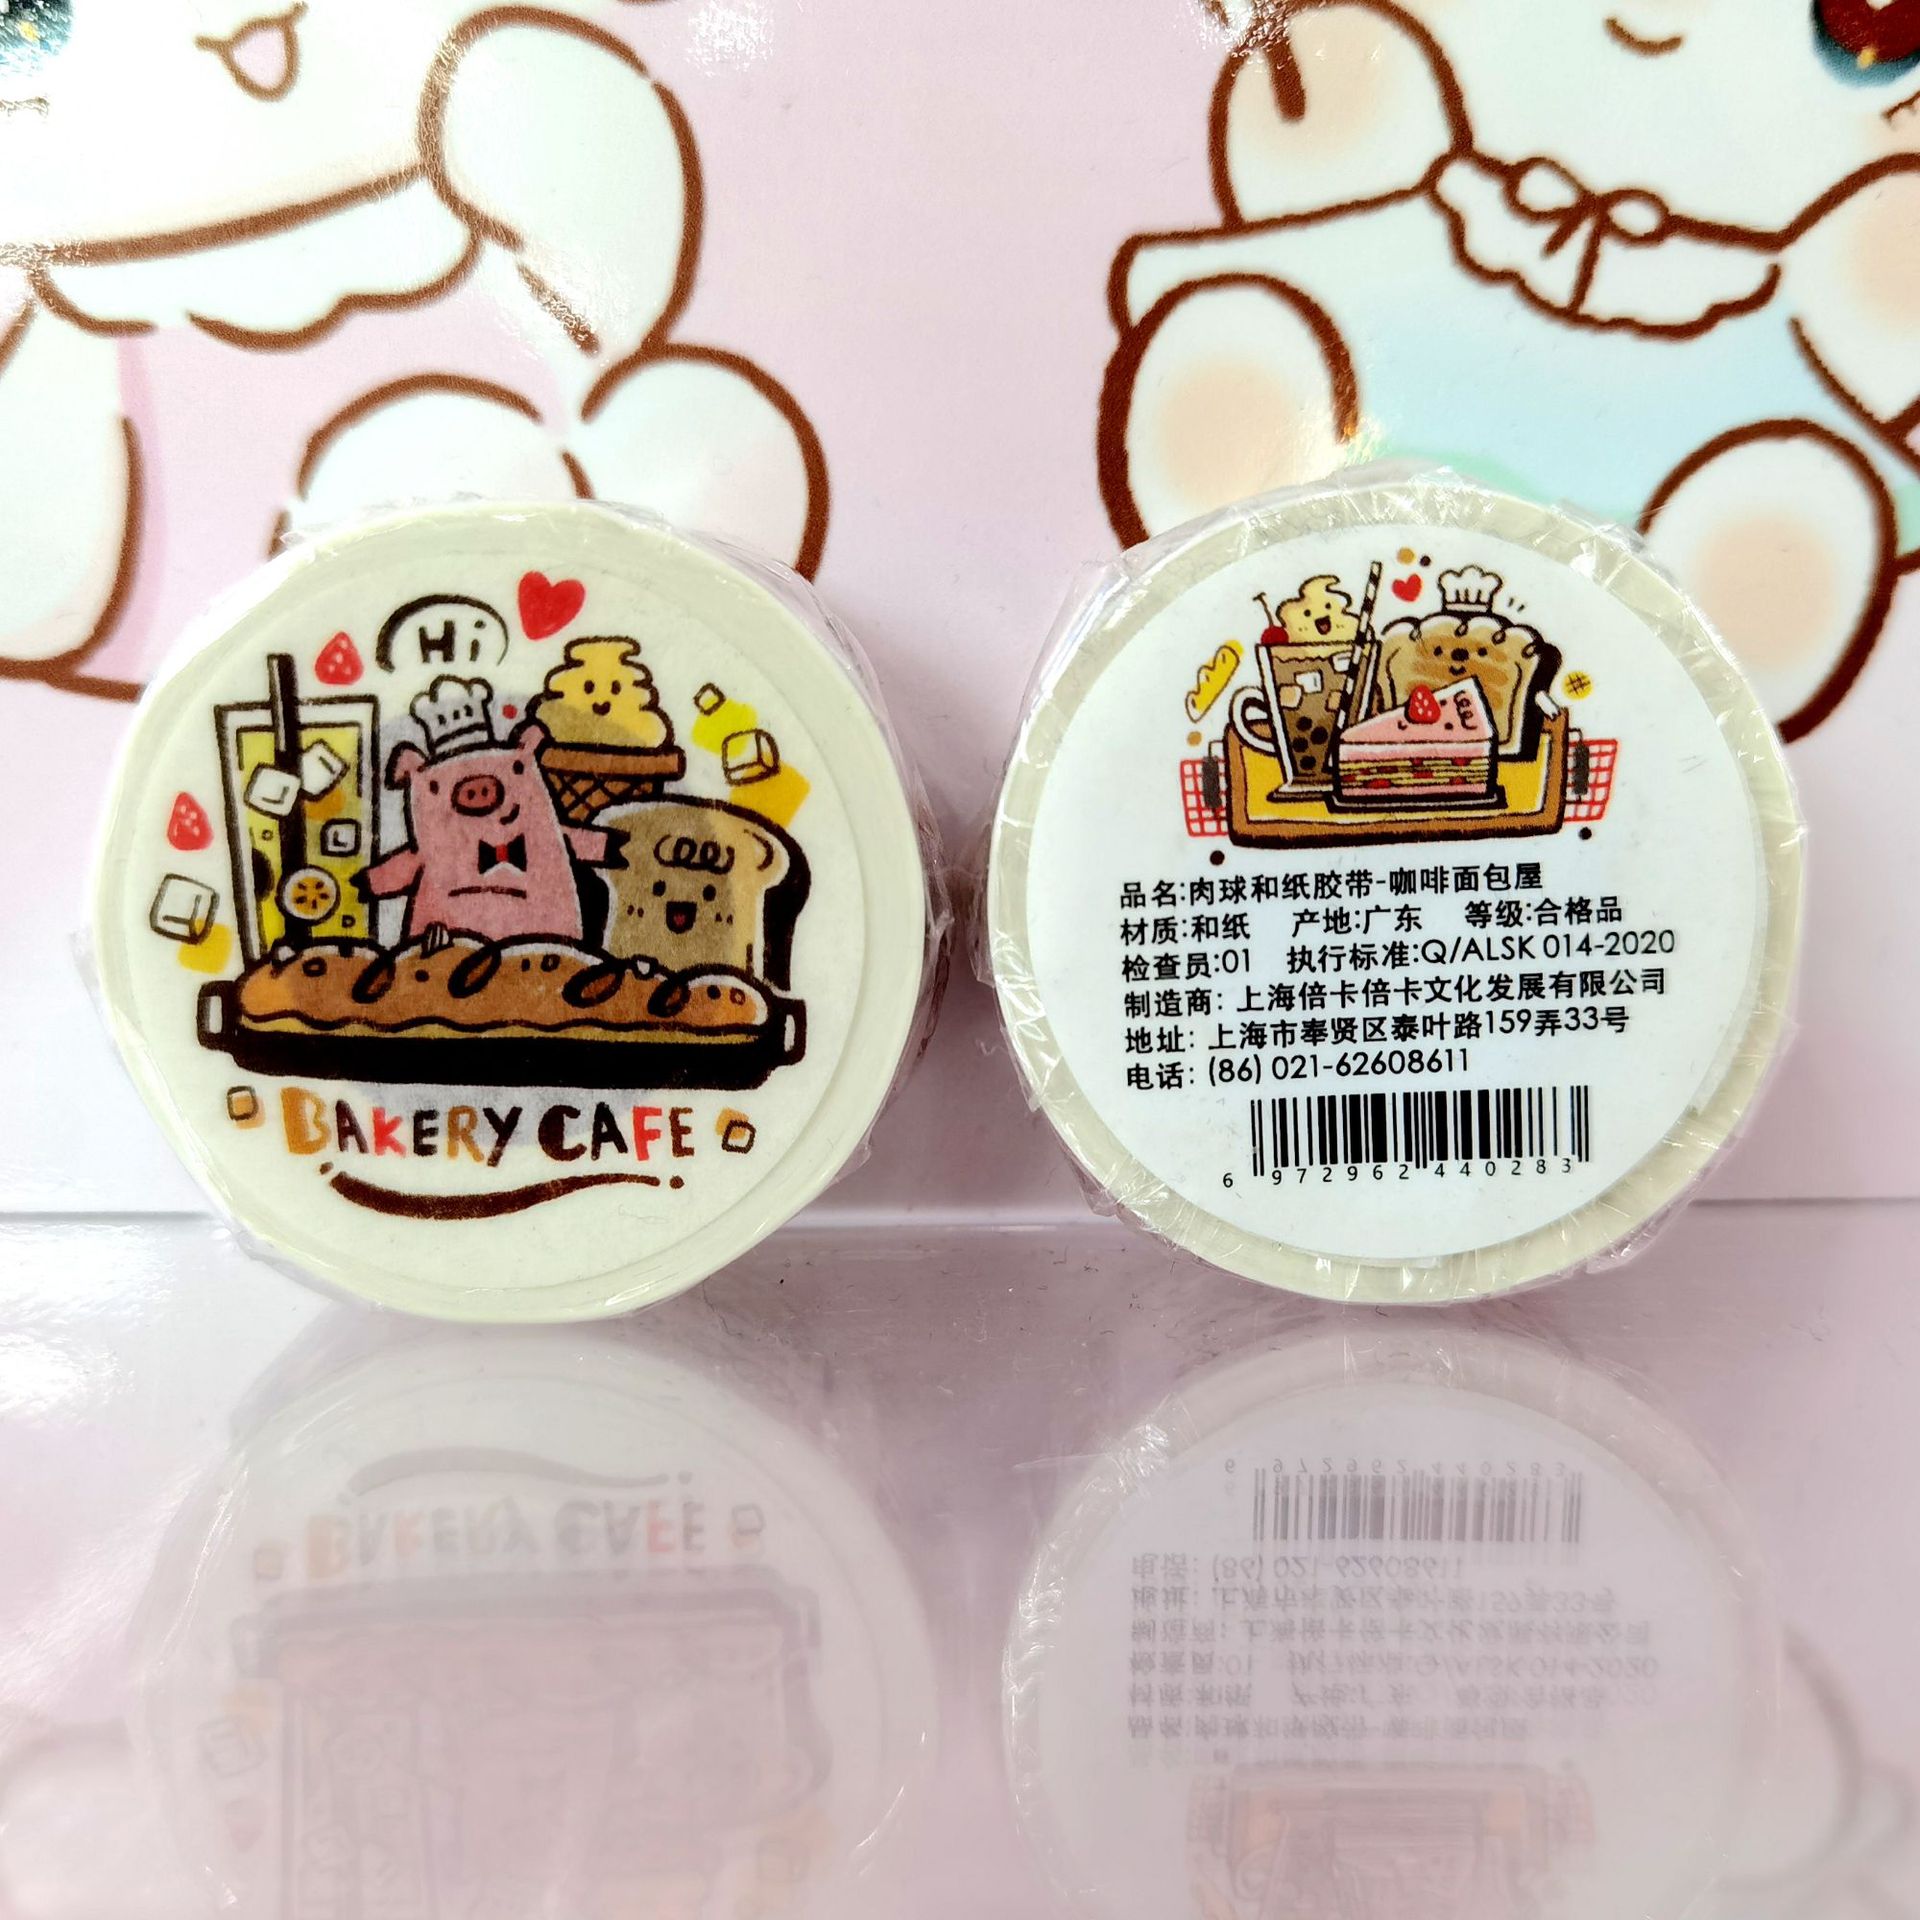 Hi
BAKERY CAFE
品名:肉球和纸胶带-咖啡面包屋
材质:和纸 产地:广东 等级:合格品
检查员:01 执行标准:Q/ALSK 014-2020
制造商: 上海倍卡倍卡文化发展有限公司
地址: 上海市奉贤区泰叶路159弄33号
电话: (86) 021-62608611
6 972962 440283